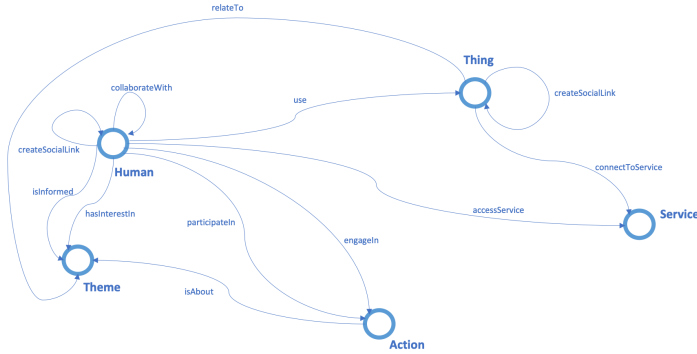 relateTo
Thing
collaborateWith
use
createSocialLink
createSocialLink
Human
connectToService
isInformed
hasInterestIn
accessService
Service
participateIn
engageIn
Theme
isAbout
Action